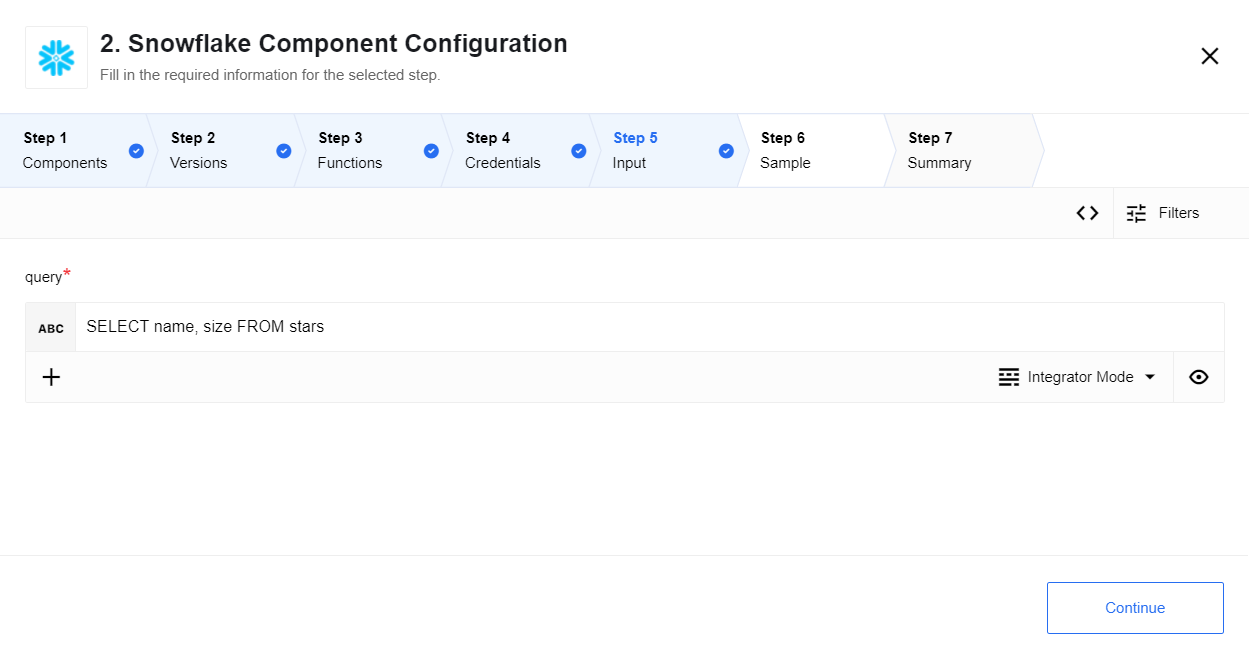 2. Snowflake Component Configuration
Fill in the required information for the selected step.
Step 1
Components
Step 2
Versions
Step 3
Functions
Step 4
Credentials
Step 5
Input
Step 6
Sample
Step 7
Summary
Filters
query*
ABC
SELECT name, size FROM stars
Integrator Mode
Continue